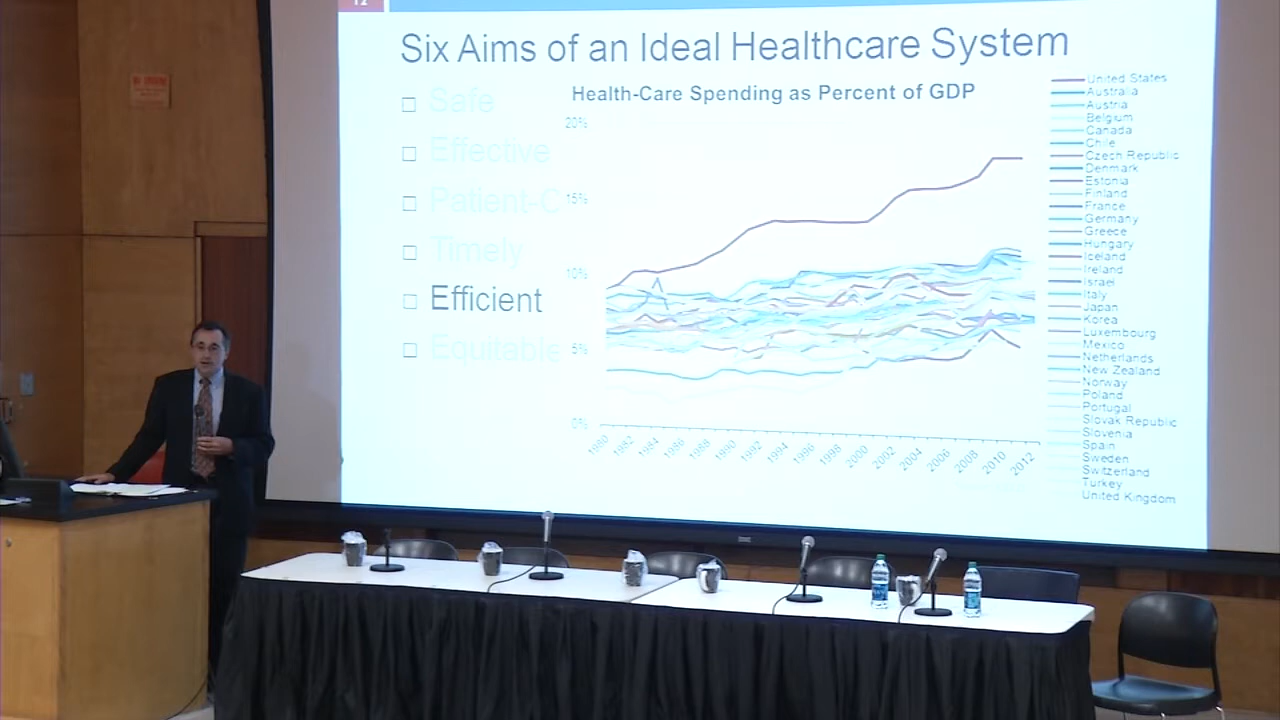 12
Six Aims of an Ideal Healthcare System
Safe
Effective
Patient-C
Timely
Efficient
Equitable
Health-Care Spending as Percent of GDP
20%
15%
10%
5%
0%
1980
1982
1984
1986
1988
1990
1992
1994
1996
1998
2000
2002
2004
2006
2008
2010
2012
United States
Australia
Austria
Belgium
Canada
Chile
Czech Republic
Denmark
Estonia
Finland
France
Germany
Greece
Hungary
Iceland
Ireland
Israel
Italy
Japan
Korea
Luxembourg
Mexico
Netherlands
New Zealand
Norway
Poland
Portugal
Slovak Republic
Slovenia
Spain
Sweden
Switzerland
Turkey
United Kingdom